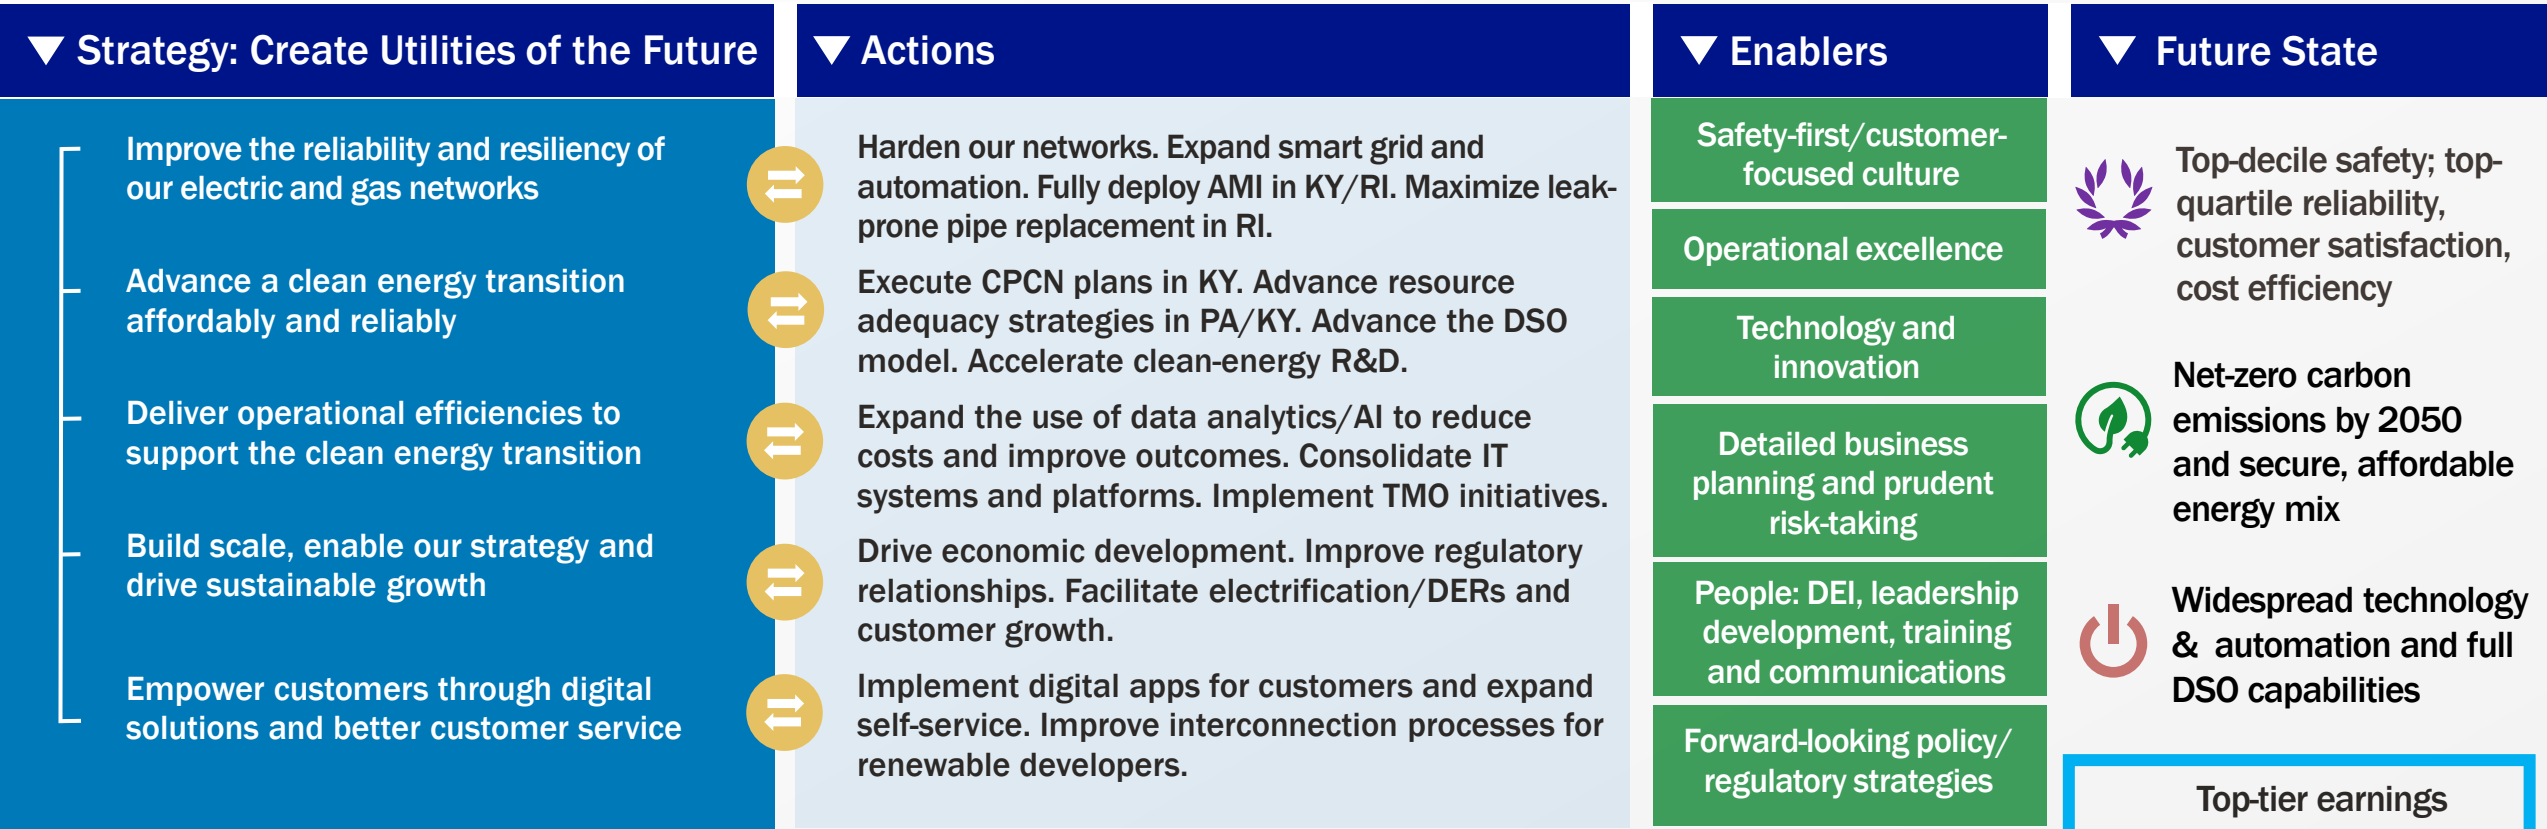 Strategy: Create Utilities of the Future
Improve the reliability and resiliency of
our electric and gas networks
Advance a clean energy transition
affordably and reliably
Deliver operational efficiencies to
support the clean energy transition
Build scale, enable our strategy and
drive sustainable growth
Empower customers through digital
solutions and better customer service
Actions
Harden our networks. Expand smart grid and
automation. Fully deploy AMI in KY/RI. Maximize leak-
prone pipe replacement in RI.
Execute CPCN plans in KY. Advance resource
adequacy strategies in PA/KY. Advance the DSO
model. Accelerate clean-energy R&D.
Expand the use of data analytics/AI to reduce
costs and improve outcomes. Consolidate IT
systems and platforms. Implement TMO initiatives.
Drive economic development. Improve regulatory
relationships. Facilitate electrification/DERs and
customer growth.
Implement digital apps for customers and expand
self-service. Improve interconnection processes for
renewable developers.
Enablers
Safety-first/customer-
focused culture
Operational excellence
Technology and
innovation
Detailed business
planning and prudent
risk-taking
People: DEI, leadership
development, training
and communications
Forward-looking policy/
regulatory strategies
Future State
Top-decile safety; top-
quartile reliability,
customer satisfaction,
cost efficiency
Net-zero carbon
emissions by 2050
and secure, affordable
energy mix
Widespread technology
& automation and full
DSO capabilities
Top-tier earnings